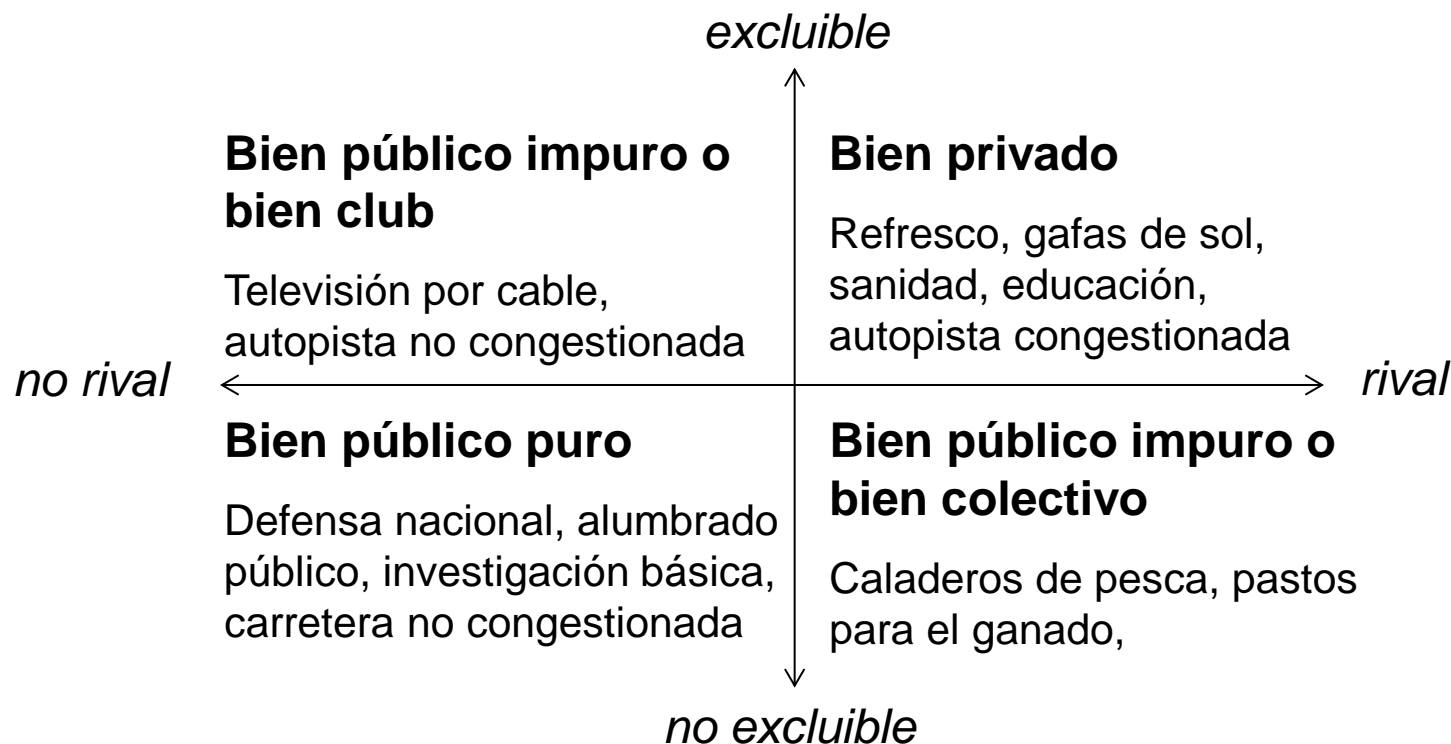 excluible
Bien público impuro o
bien club
Televisión por cable,
autopista no congestionada
Bien privado
Refresco, gafas de sol,
sanidad, educación,
autopista congestionada
no rival
rival
Bien público puro
Defensa nacional, alumbrado
público, investigación básica,
carretera no congestionada
Bien público impuro o
bien colectivo
Caladeros de pesca, pastos
para el ganado,
no excluible